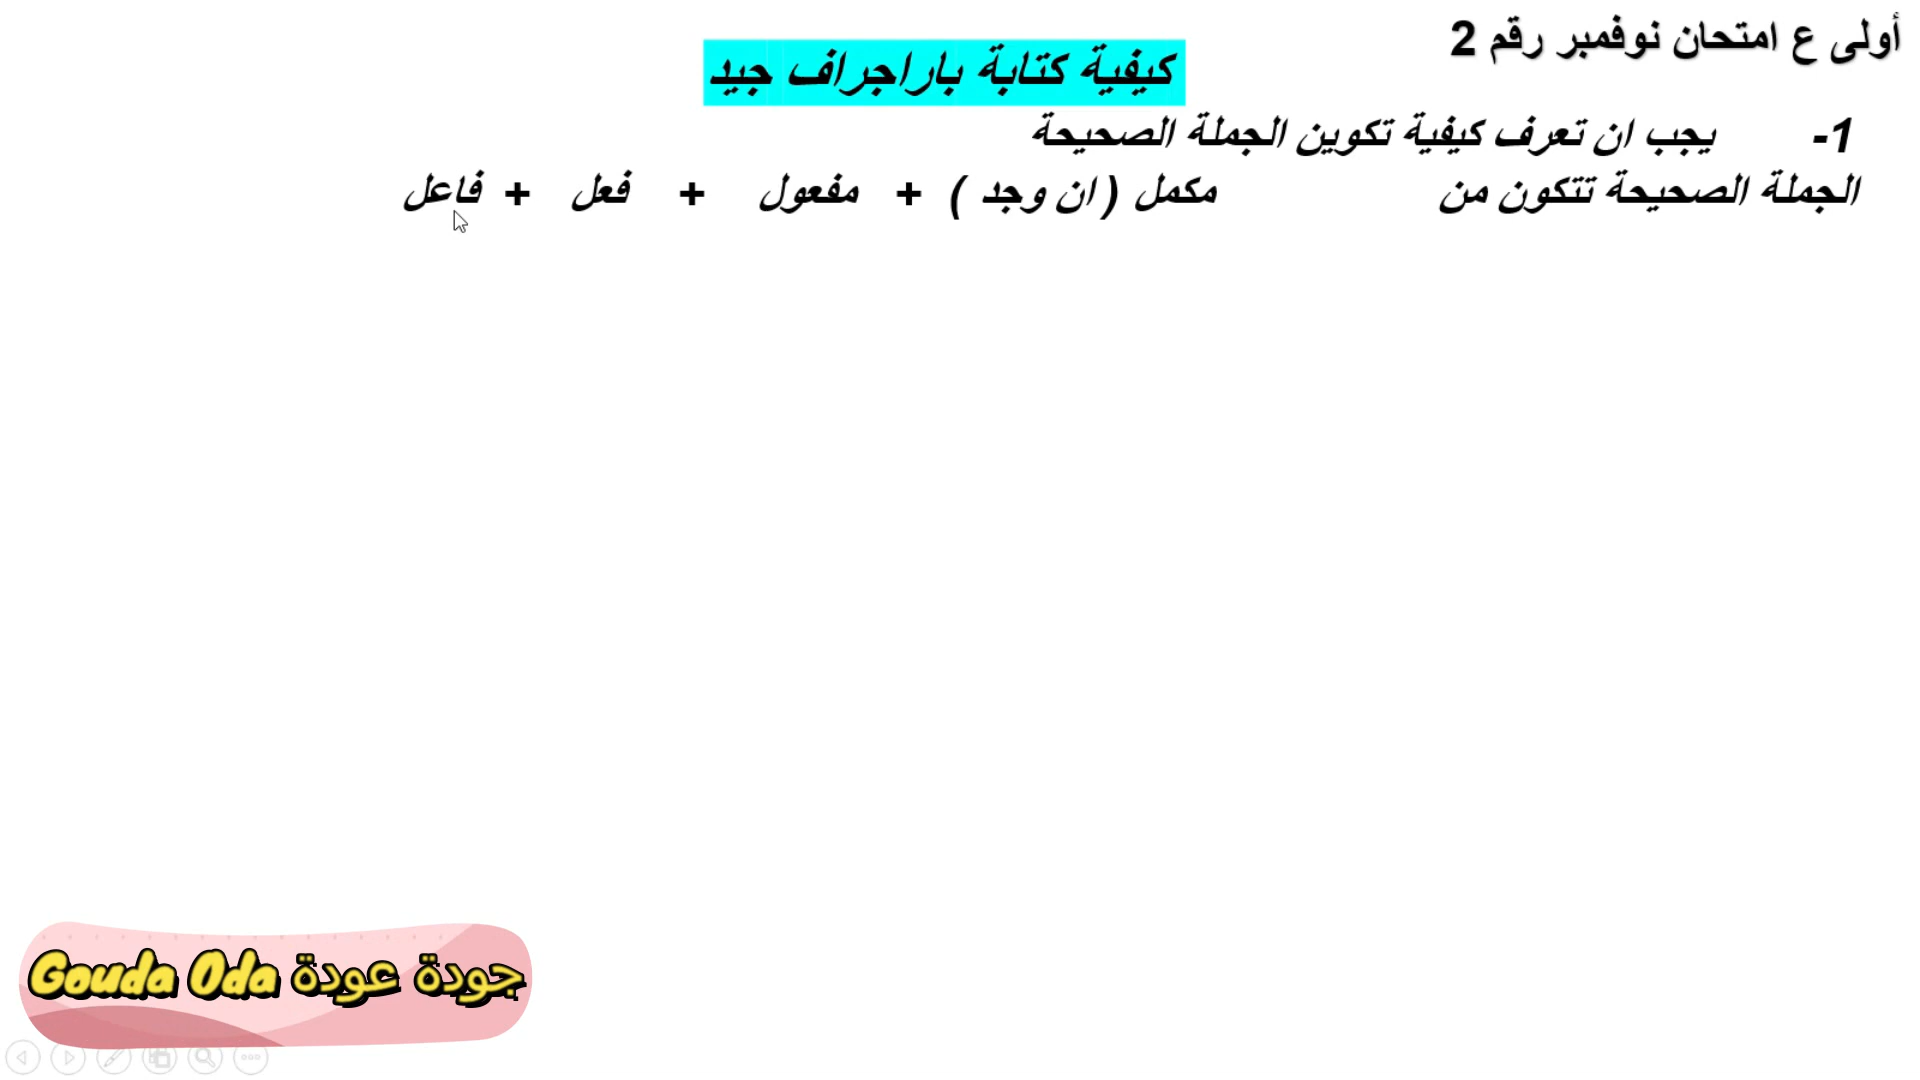 أولى ع امتحان نوفمبر رقم 2
كيفية كتابة باراجراف جيد
1- يجب ان تعرف كيفية تكوين الجملة الصحيحة
الجملة الصحيحة تتكون من مكمل ( ان وجد ) + مفعول + فعل + فاعل
Gouda Oda جودة عودة